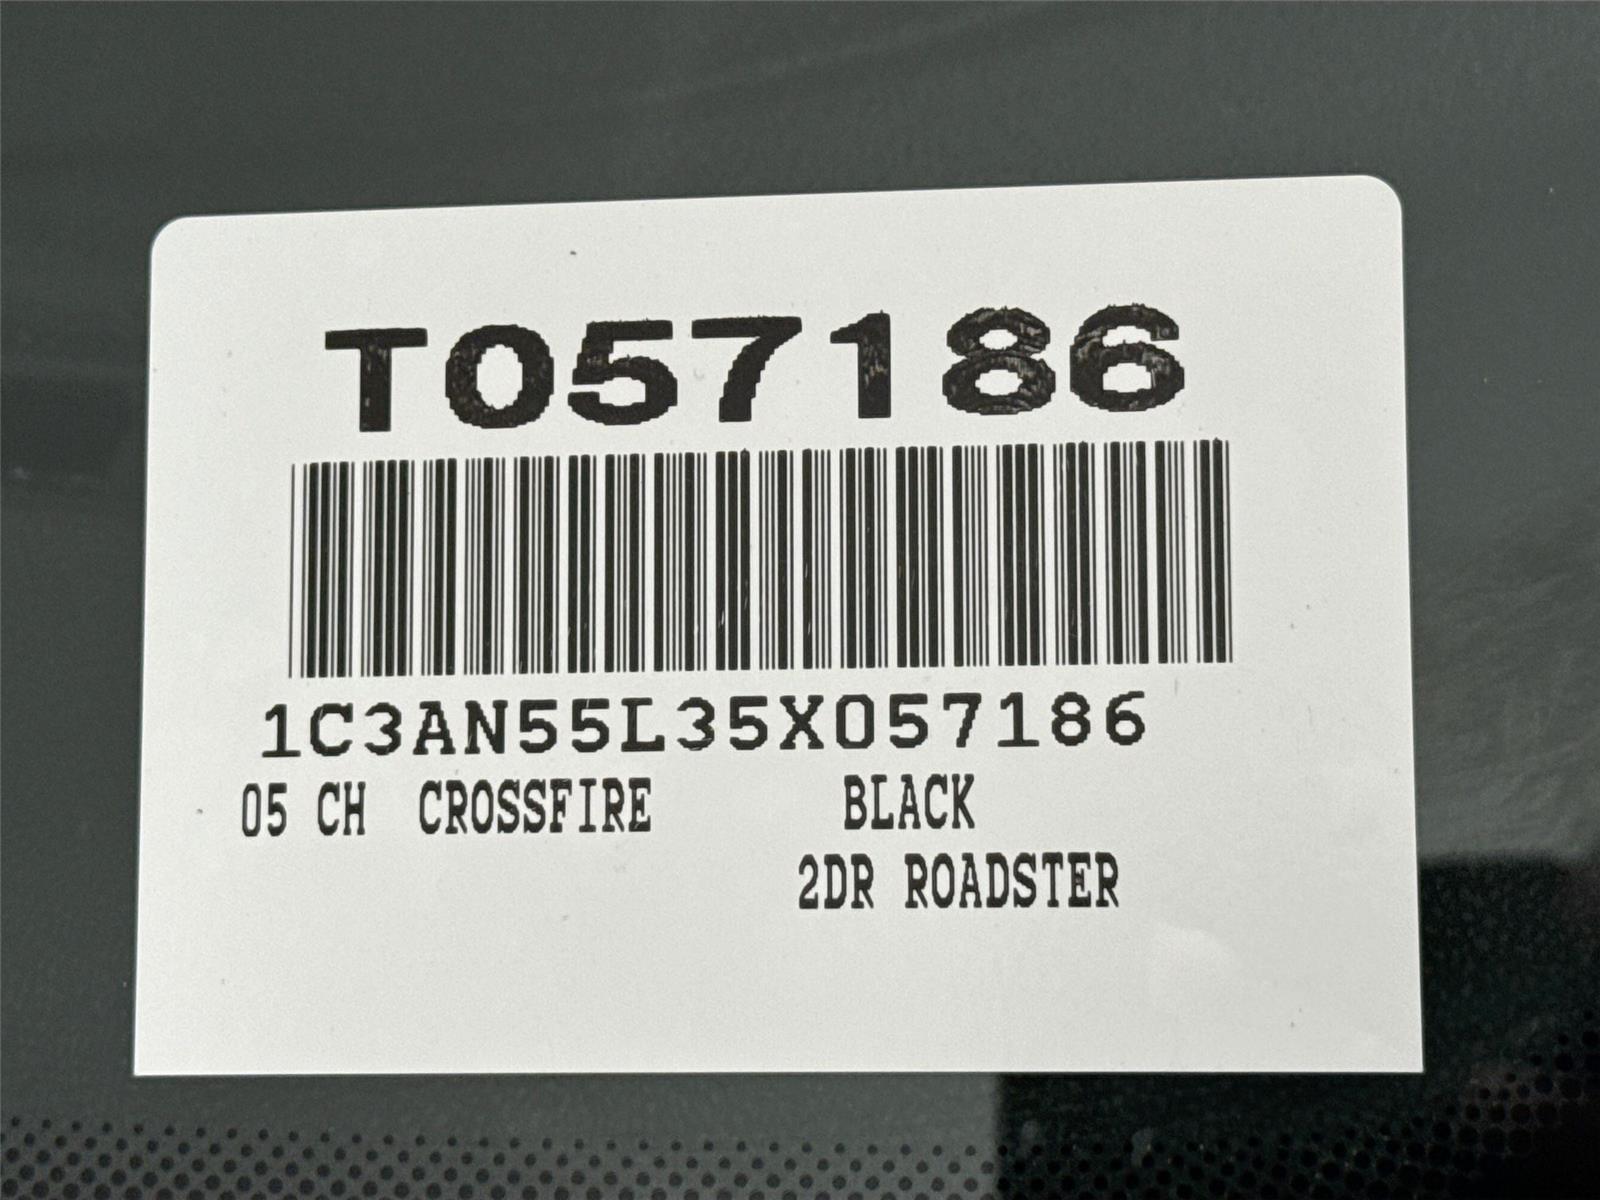 T057186
1C3AN55L35X057186
05 CH CROSSFIRE BLACK
2DR ROADSTER